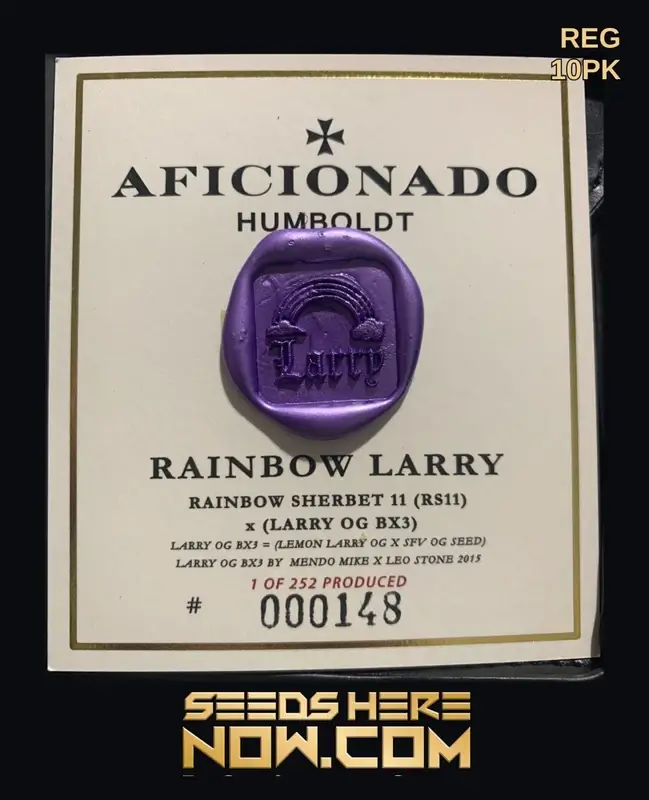 REG
10PK
AFICIONADO
HUMBOLDT
Larry
RAINBOW LARRY
RAINBOW SHERBET 11 (RS11)
x (LARRY OG BX3)
LARRY OG BX3 = (LEMON LARRY OG X SFV OG SEED)
LARRY OG BX3 BY MENDO MIKE X LEO STONE 2015
1 OF 252 PRODUCED
# 000148
SEEDS HERE
NOW.COM